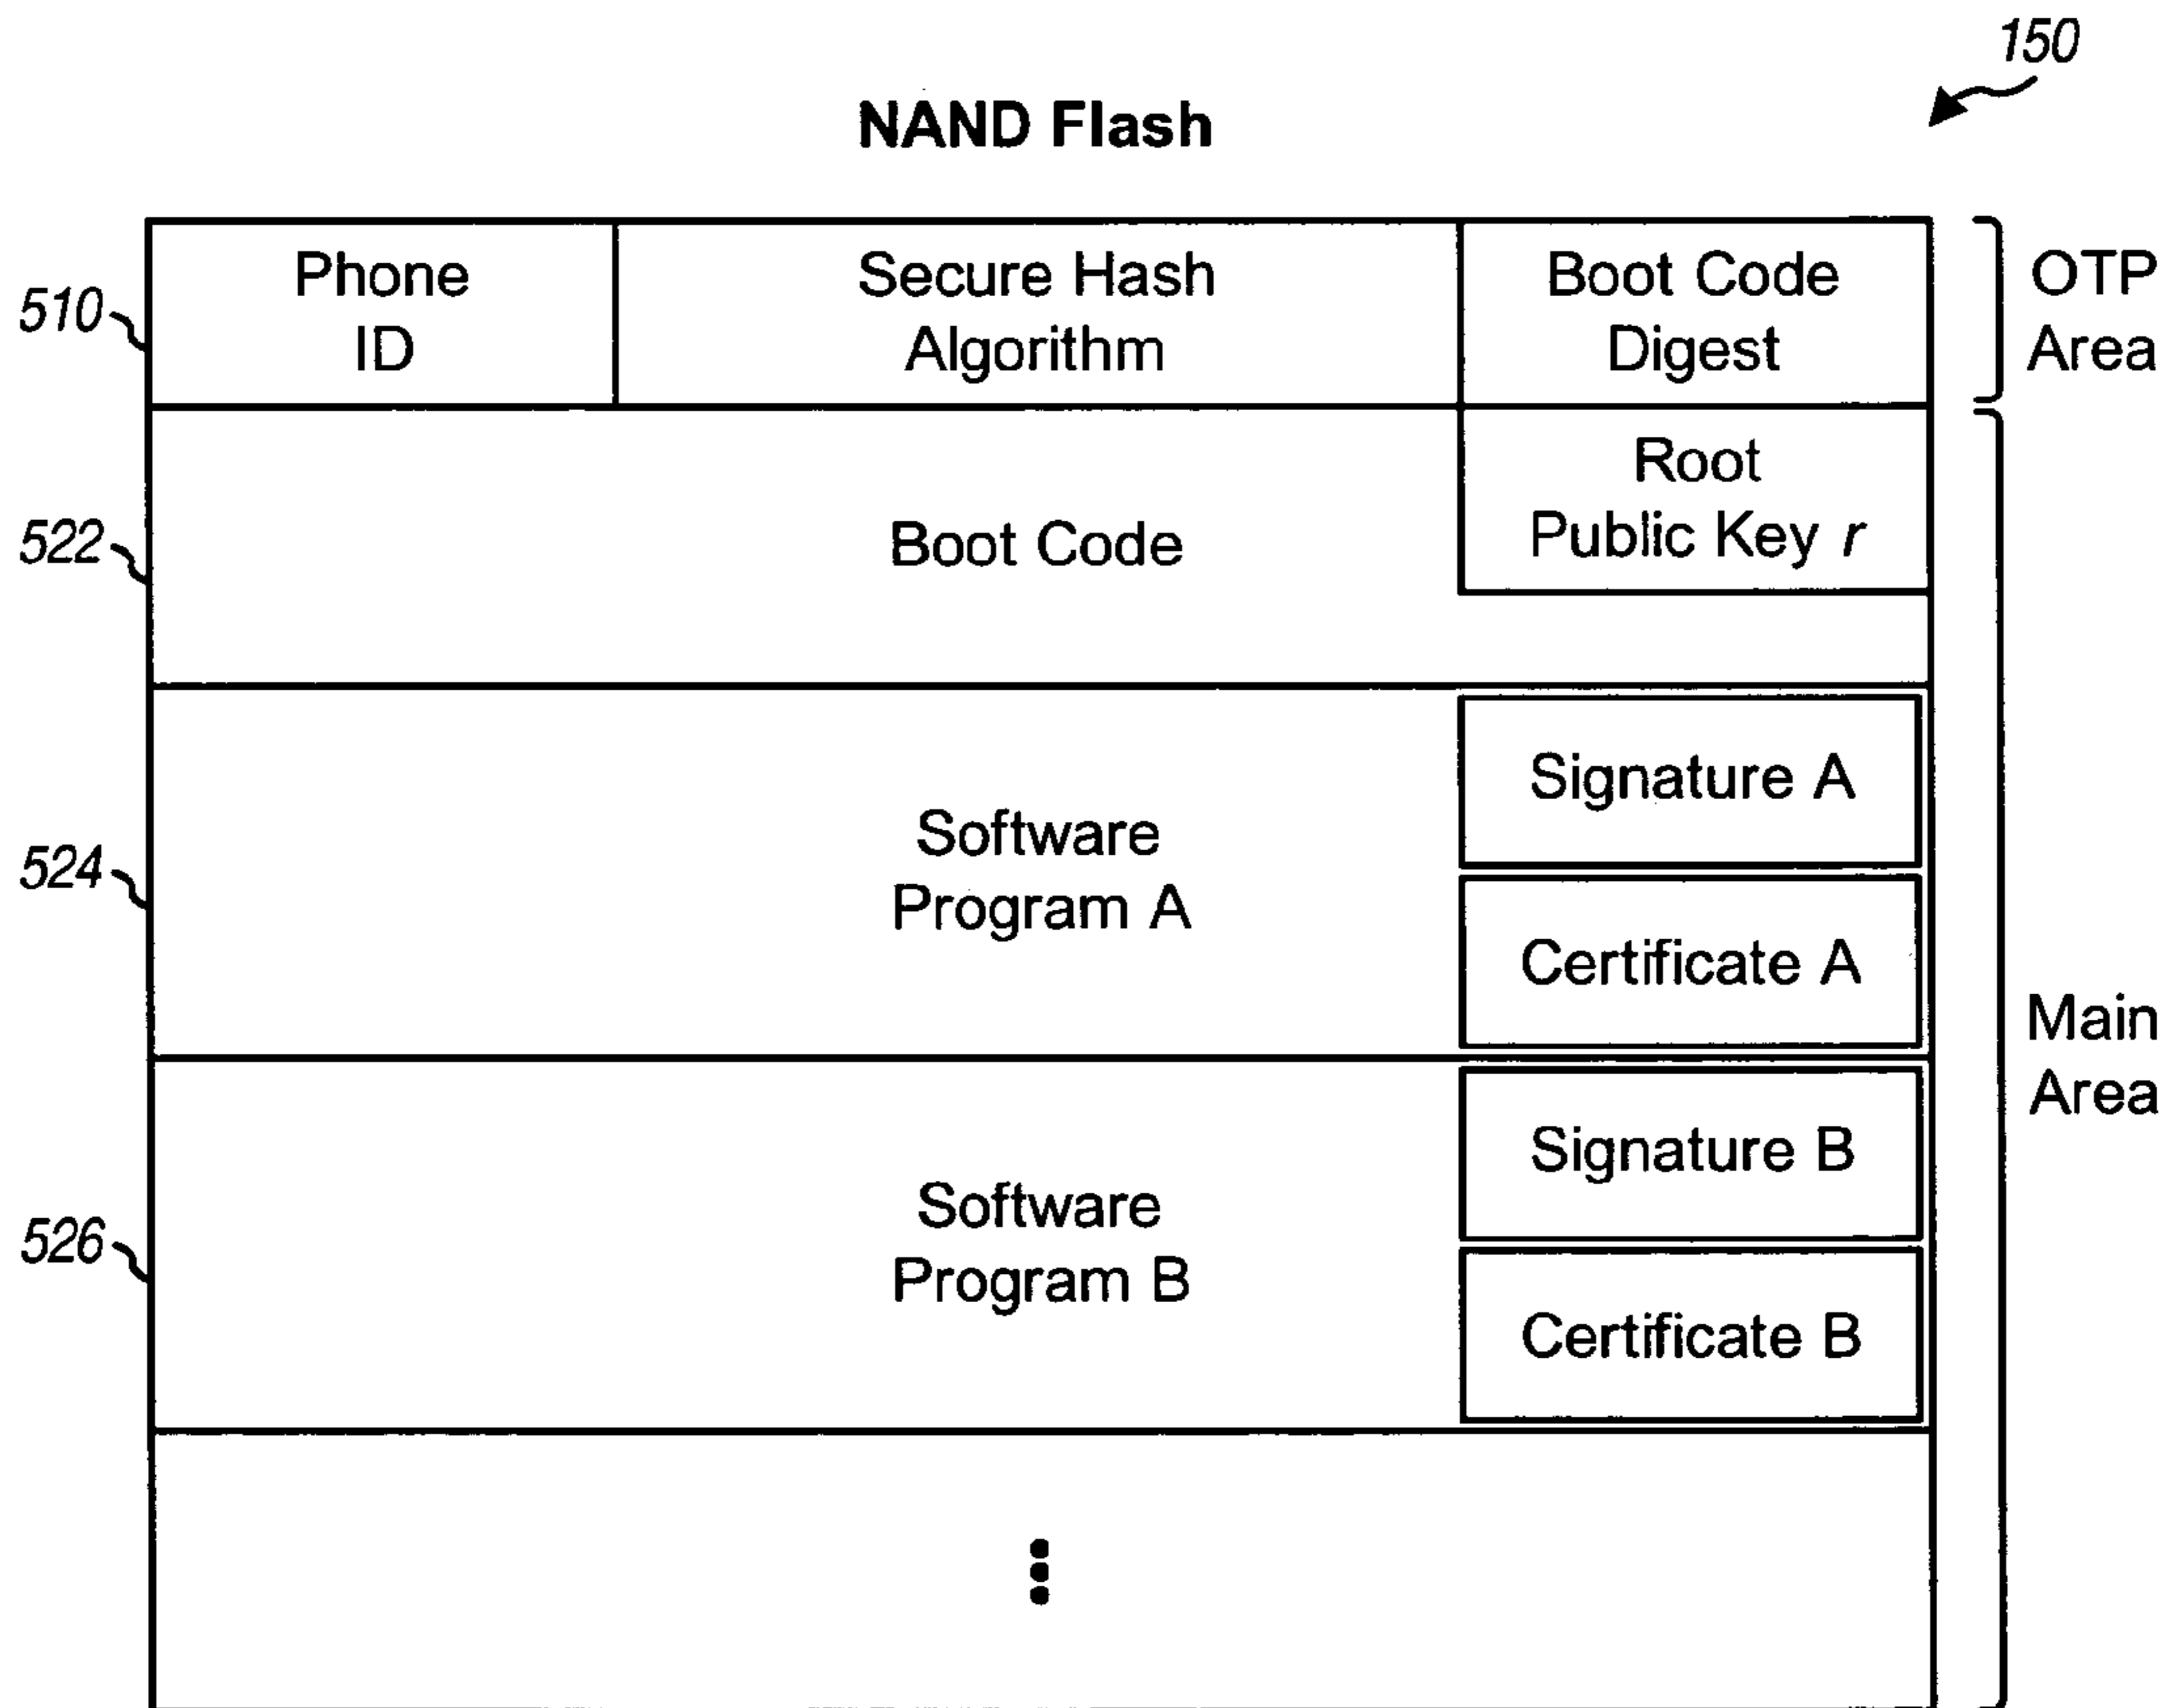 150
NAND Flash
Phone
ID
Secure Hash
Algorithm
Boot Code
Digest
OTP
Area
510
Root
Public Key r
Boot Code
522
Signature A
Software
Program A
524
Certificate A
Main
Area
Signature B
Software
Program B
526
Certificate B